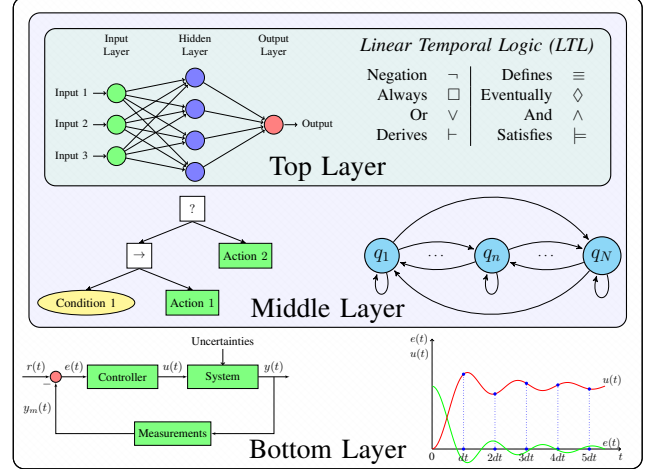 Input Layer
Hidden Layer
Output Layer
Linear Temporal Logic (LTL)
Input 1
Input 2
Input 3
Output
Negation ¬ Defines ≡
Always □ Eventually ◊
Or ∨ And ∧
Derives ⊢ Satisfies ⊨
Top Layer
?
→
Action 2
Condition 1
Action 1
q1
...
qn
...
qN
Middle Layer
Uncertainties
r(t)
e(t)
Controller
u(t)
System
y(t)
−
ym(t)
Measurements
e(t)
u(t)
u(t)
e(t)
0 dt 2dt 3dt 4dt 5dt t
Bottom Layer